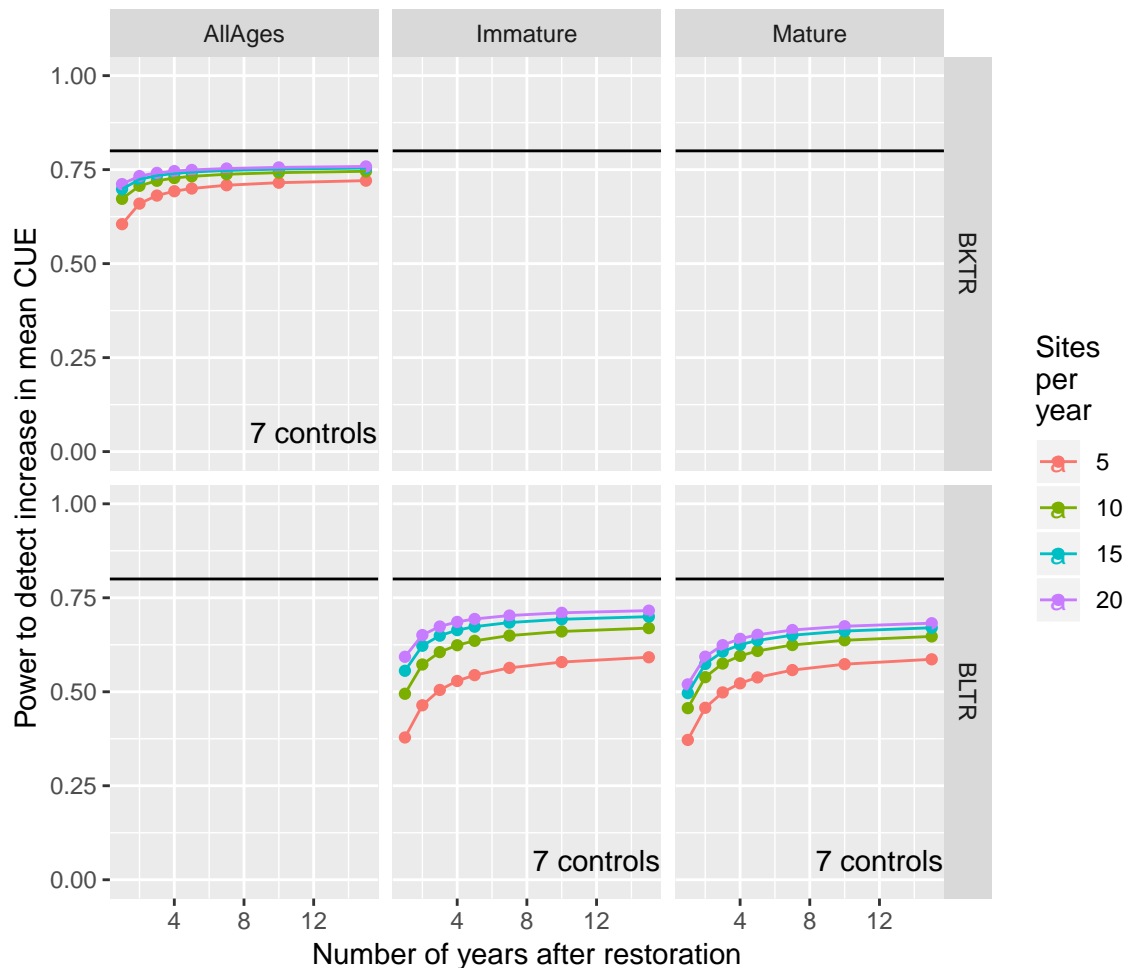 AllAges
Immature
Mature
Power to detect increase in mean CUE
1.00
0.75
0.50
0.25
0.00
7 controls
BKTR
1.00
0.75
0.50
0.25
0.00
7 controls
7 controls
BLTR
4
8
12
4
8
12
4
8
12
Number of years after restoration
Sites
per
year
a
5
a
10
a
15
a
20